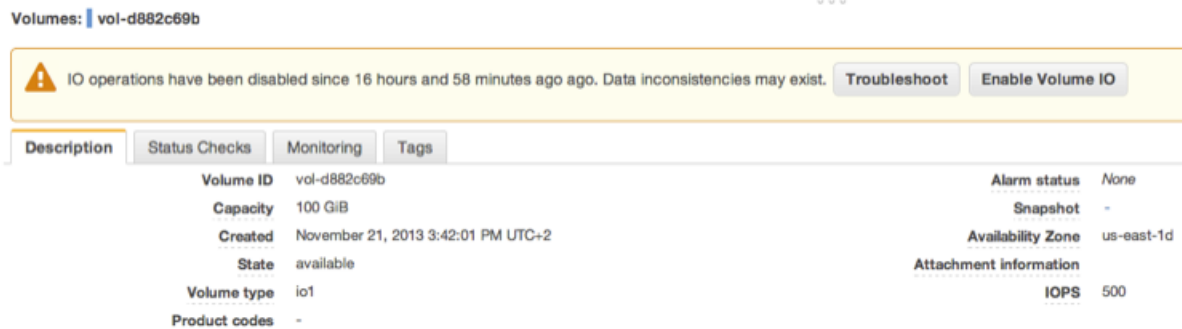 Volumes: vol-d882c69b
IO operations have been disabled since 16 hours and 58 minutes ago ago. Data inconsistencies may exist. Troubleshoot Enable Volume IO
Description Status Checks Monitoring Tags
Volume ID vol-d882c69b Alarm status None
Capacity 100 GiB Snapshot -
Created November 21, 2013 3:42:01 PM UTC+2 Availability Zone us-east-1d
State available Attachment information
Volume type io1 IOPS 500
Product codes -